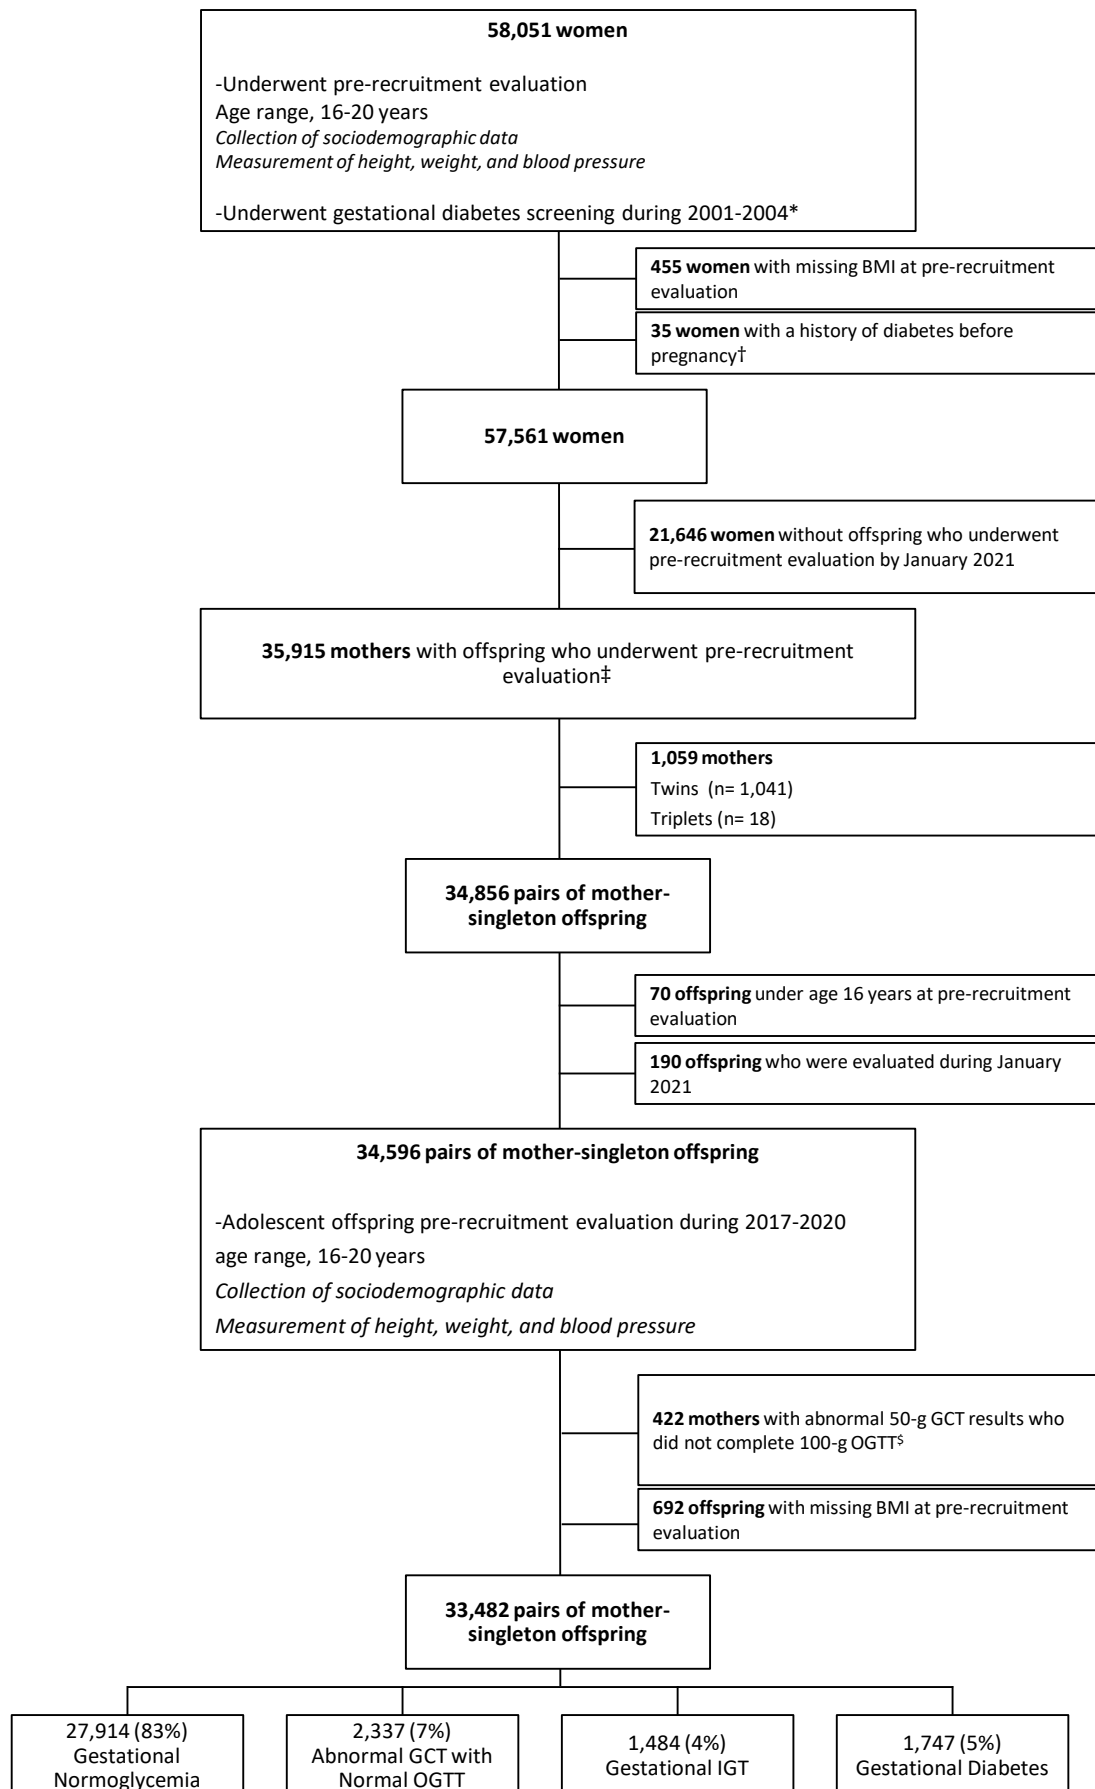 58,051 women
-Underwent pre-recruitment evaluation
Age range, 16-20 years
Collection of sociodemographic data
Measurement of height, weight, and blood pressure
-Underwent gestational diabetes screening during 2001-2004*
455 women with missing BMI at pre-recruitment
evaluation
35 women with a history of diabetes before
pregnancy†
57,561 women
21,646 women without offspring who underwent
pre-recruitment evaluation by January 2021
35,915 mothers with offspring who underwent pre-recruitment
evaluation‡
1,059 mothers
Twins (n= 1,041)
Triplets (n= 18)
34,856 pairs of mother-
singleton offspring
70 offspring under age 16 years at pre-recruitment
evaluation
190 offspring who were evaluated during January
2021
34,596 pairs of mother-singleton offspring
-Adolescent offspring pre-recruitment evaluation during 2017-2020
age range, 16-20 years
Collection of sociodemographic data
Measurement of height, weight, and blood pressure
422 mothers with abnormal 50-g GCT results who
did not complete 100-g OGTT$
692 offspring with missing BMI at pre-recruitment
evaluation
33,482 pairs of mother-
singleton offspring
27,914 (83%)
Gestational
Normoglycemia
2,337 (7%)
Abnormal GCT with
Normal OGTT
1,484 (4%)
Gestational IGT
1,747 (5%)
Gestational Diabetes